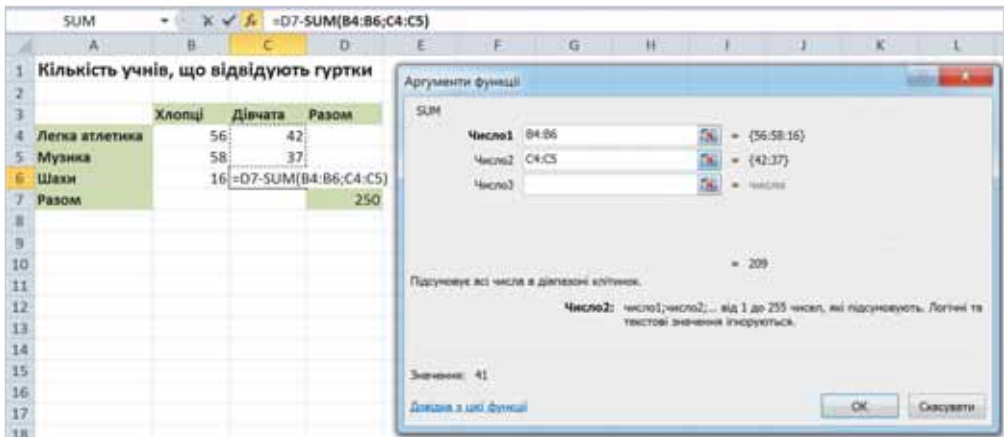 SUM =D7-SUM(B4:B6;C4:C5)
A B C D E F G H I J K L
1 Кількість учнів, що відвідують гуртки
2
3 Хлопці Дівчата Разом
4 Легка атлетика 56 42
5 Музика 58 37
6 Шахи 16 =D7-SUM(B4:B6;C4:C5)
7 Разом 250
8
9
10
11
12
13
14
15
16
17
18
Аргументи функції
SUM
Число1 B4:B6 = {56:58:16}
Число2 C4:C5 = {42:37}
Число3 = число
= 209
Підсумовує всі числа в діапазоні клітинок.
Число2: число1;число2;... від 1 до 255 чисел, які підсумовують. Логічні та
текстові значення ігноруються.
Значення: 41
Довідка з цієї функції
OK Скасувати